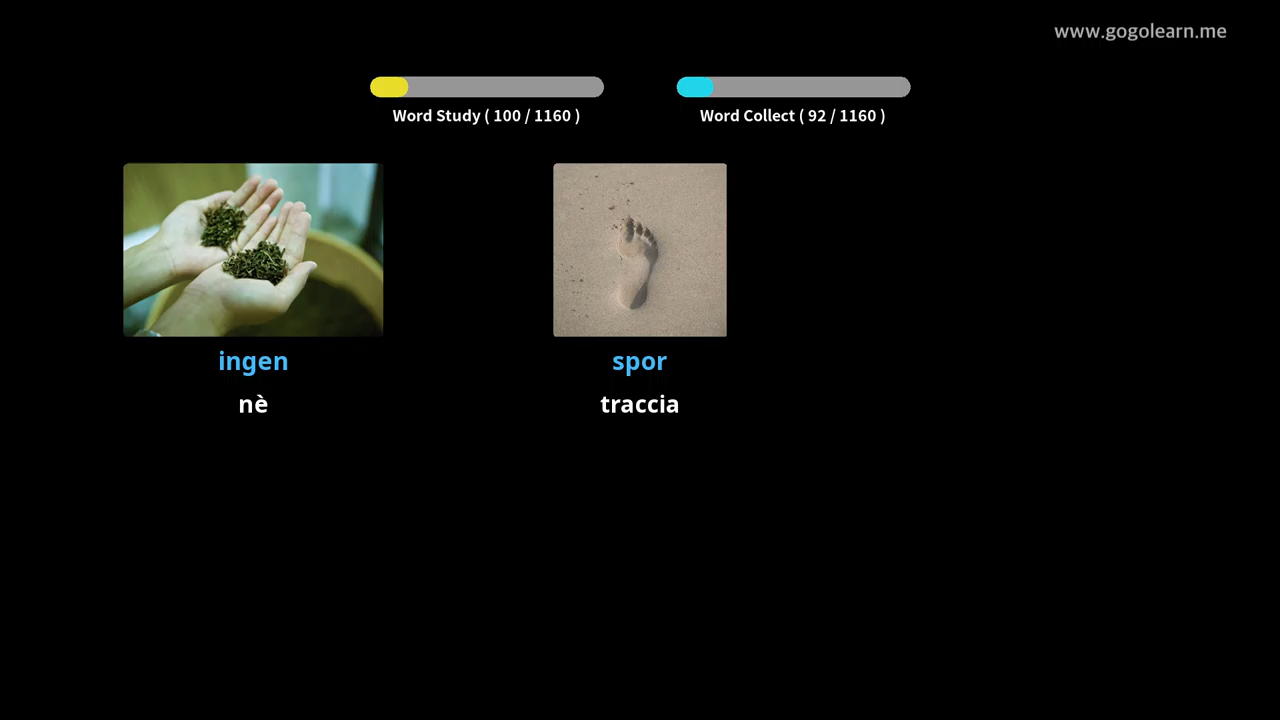 www.gogolearn.me
Word Study ( 100 / 1160 )
Word Collect ( 92 / 1160 )
ingen
spor
nè
traccia